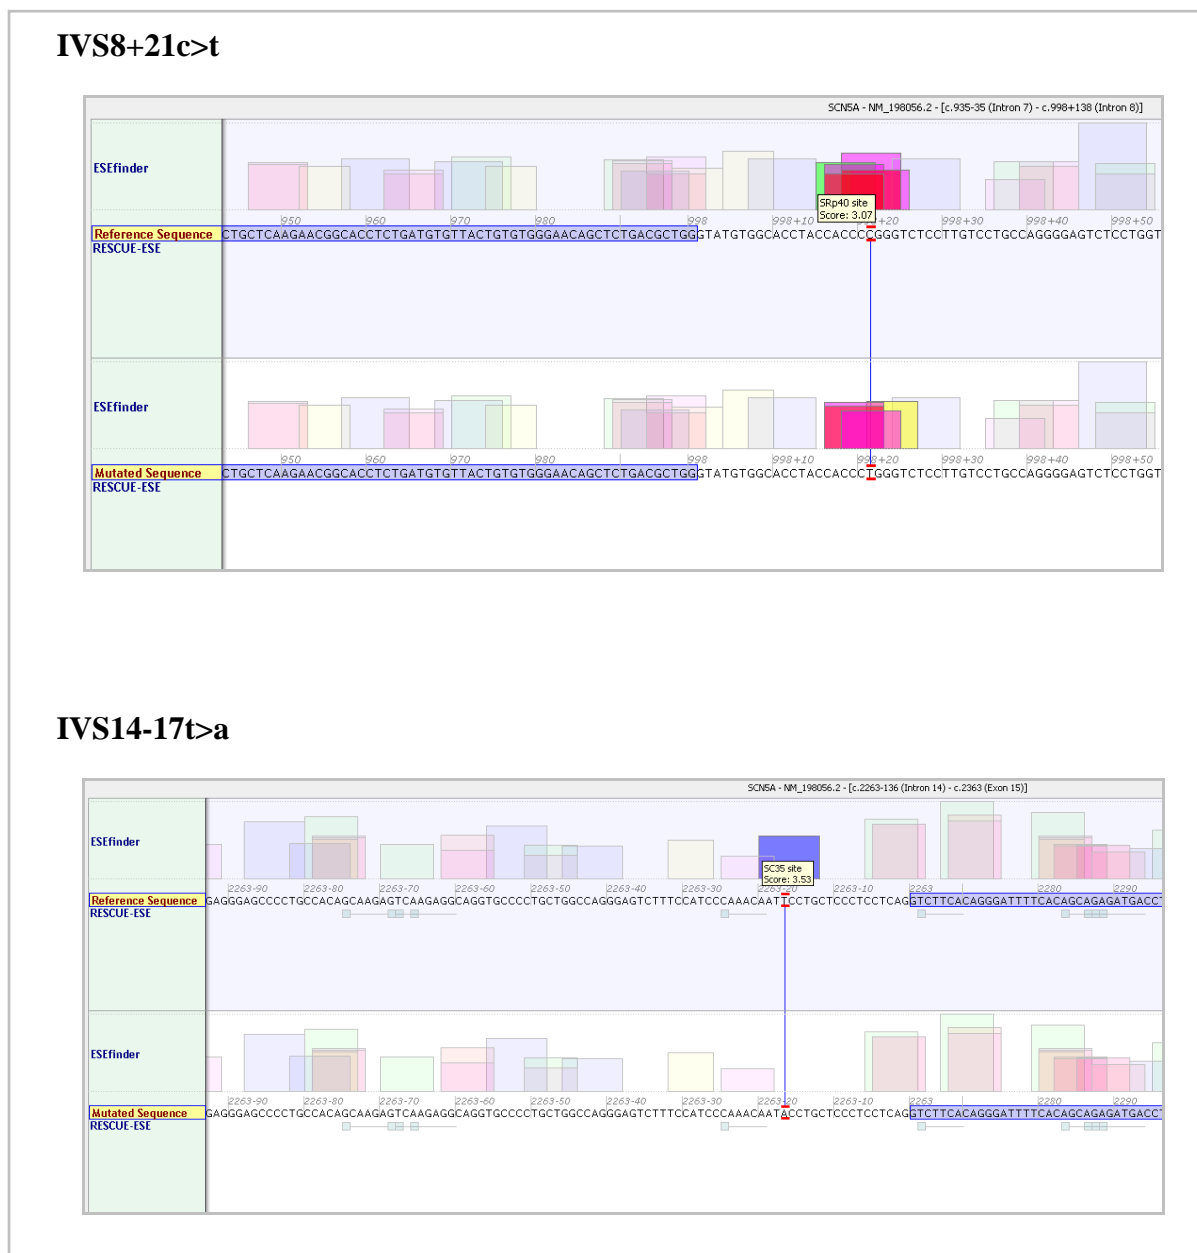 IVS8+21c>t
SCN5A - NM_198056.2 - [c.935-35 (Intron 7) - c.998+138 (Intron 8)]
ESEfinder
SRp40 site
Score: 3.07
950 960 970 980 998 998+10 998+20 998+30 998+40 998+50
Reference Sequence CTGCTCAAGAACGGCACCTCTGATGTGTTACTGTGTGGGAACAGCTCTGACGCTGGGTATGTGGCACCTACCACCCCGGGTCTCCTTGTCCTGCCAGGGGAGTCTCCTGGT
RESCUE-ESE
ESEfinder
950 960 970 980 998 998+10 998+20 998+30 998+40 998+50
Mutated Sequence CTGCTCAAGAACGGCACCTCTGATGTGTTACTGTGTGGGAACAGCTCTGACGCTGGGTATGTGGCACCTACCACCCTGGGTCTCCTTGTCCTGCCAGGGGAGTCTCCTGGT
RESCUE-ESE
IVS14-17t>a
SCN5A - NM_198056.2 - [c.2263-136 (Intron 14) - c.2363 (Exon 15)]
ESEfinder
SC35 site
Score: 3.53
2263-90 2263-80 2263-70 2263-60 2263-50 2263-40 2263-30 2263-20 2263-10 2263 2280 2290
Reference Sequence GAGGGAGCCCCTGCCACAGCAAGAGTCAAGAGGCAGGTGCCCCTGCTGGCCAGGGAGTCTTTCCATCCCAAACAATTCCTGCTCCCTCCTCAGGTCTTCACAGGGATTTTCACAGCAGAGATGACCT
RESCUE-ESE
ESEfinder
2263-90 2263-80 2263-70 2263-60 2263-50 2263-40 2263-30 2263-20 2263-10 2263 2280 2290
Mutated Sequence GAGGGAGCCCCTGCCACAGCAAGAGTCAAGAGGCAGGTGCCCCTGCTGGCCAGGGAGTCTTTCCATCCCAAACAATACCTGCTCCCTCCTCAGGTCTTCACAGGGATTTTCACAGCAGAGATGACCT
RESCUE-ESE